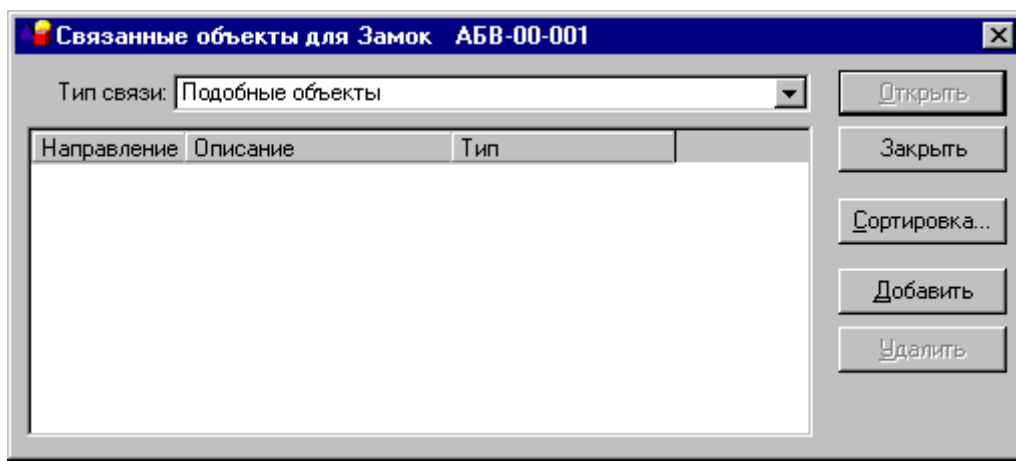 Связанные объекты для Замок АБВ-00-001
Тип связи: Подобные объекты
Открыть
Направление Описание Тип
Закрыть
Сортировка...
Добавить
Удалить